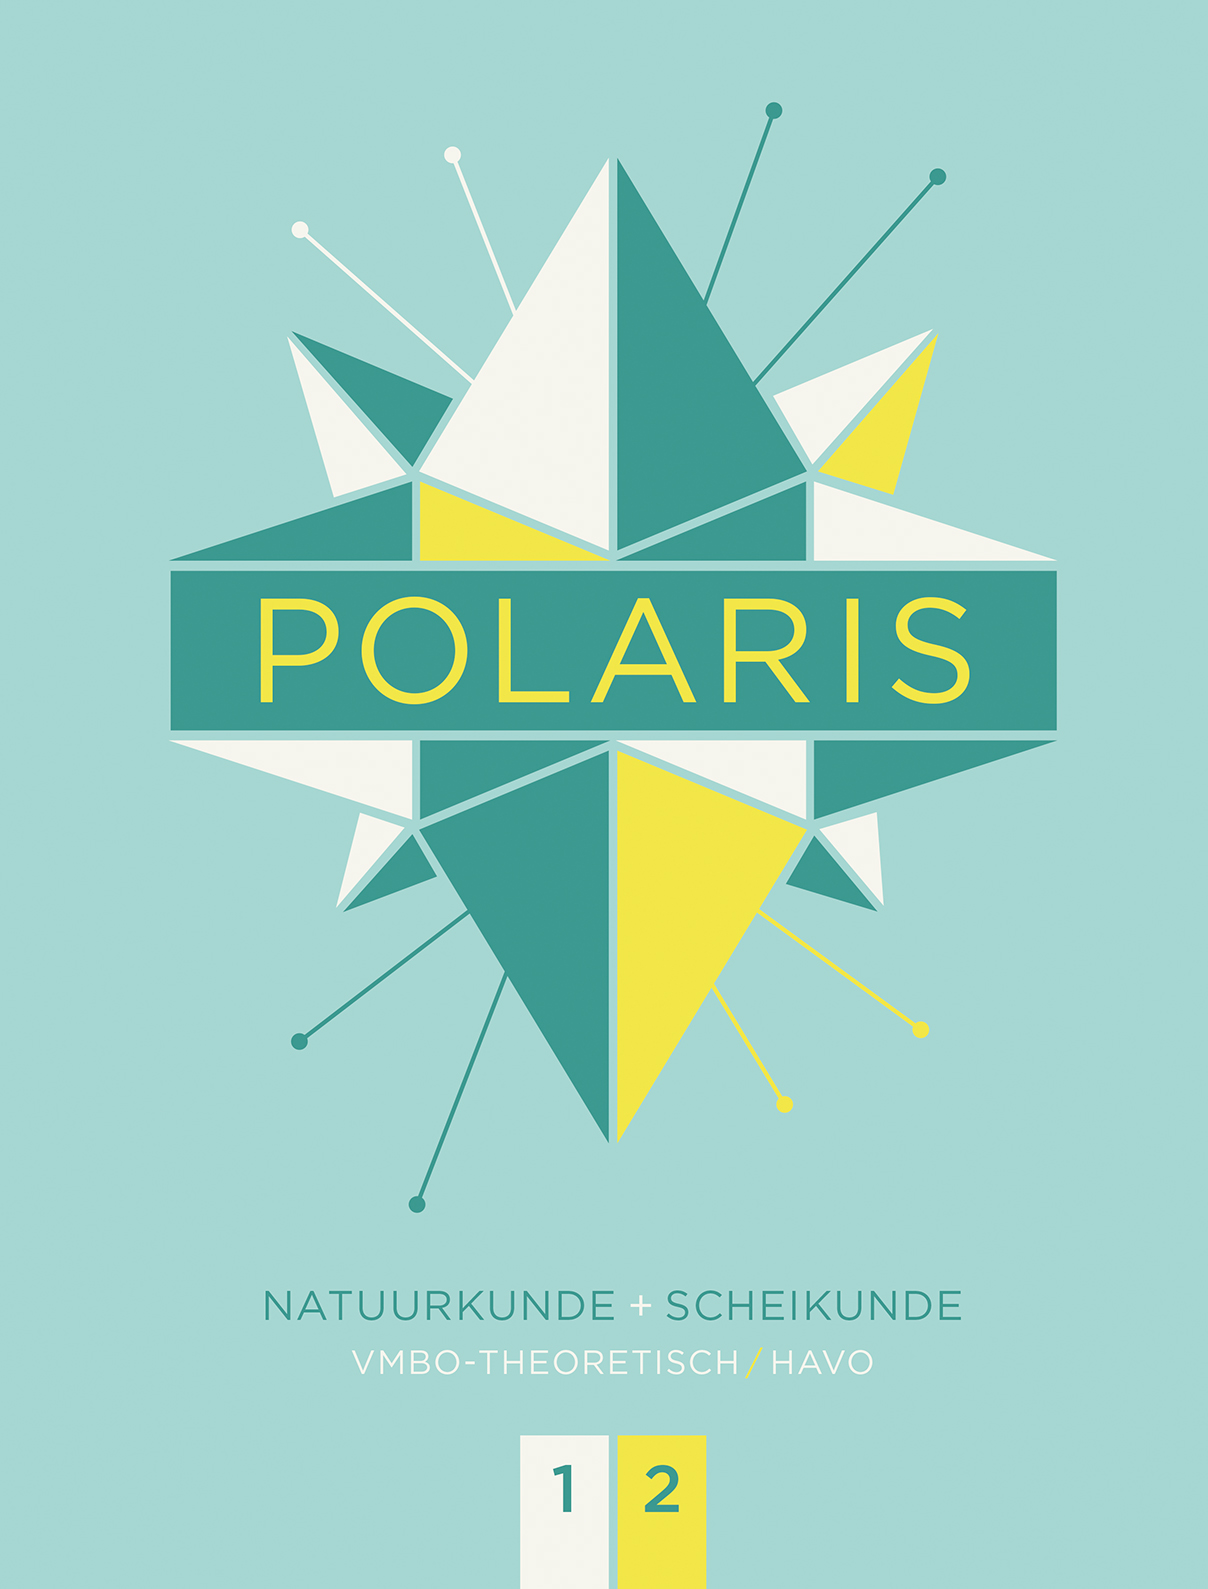 POLARIS
NATUURKUNDE + SCHEIKUNDE
VMBO-THEORETISCH / HAVO
1 2